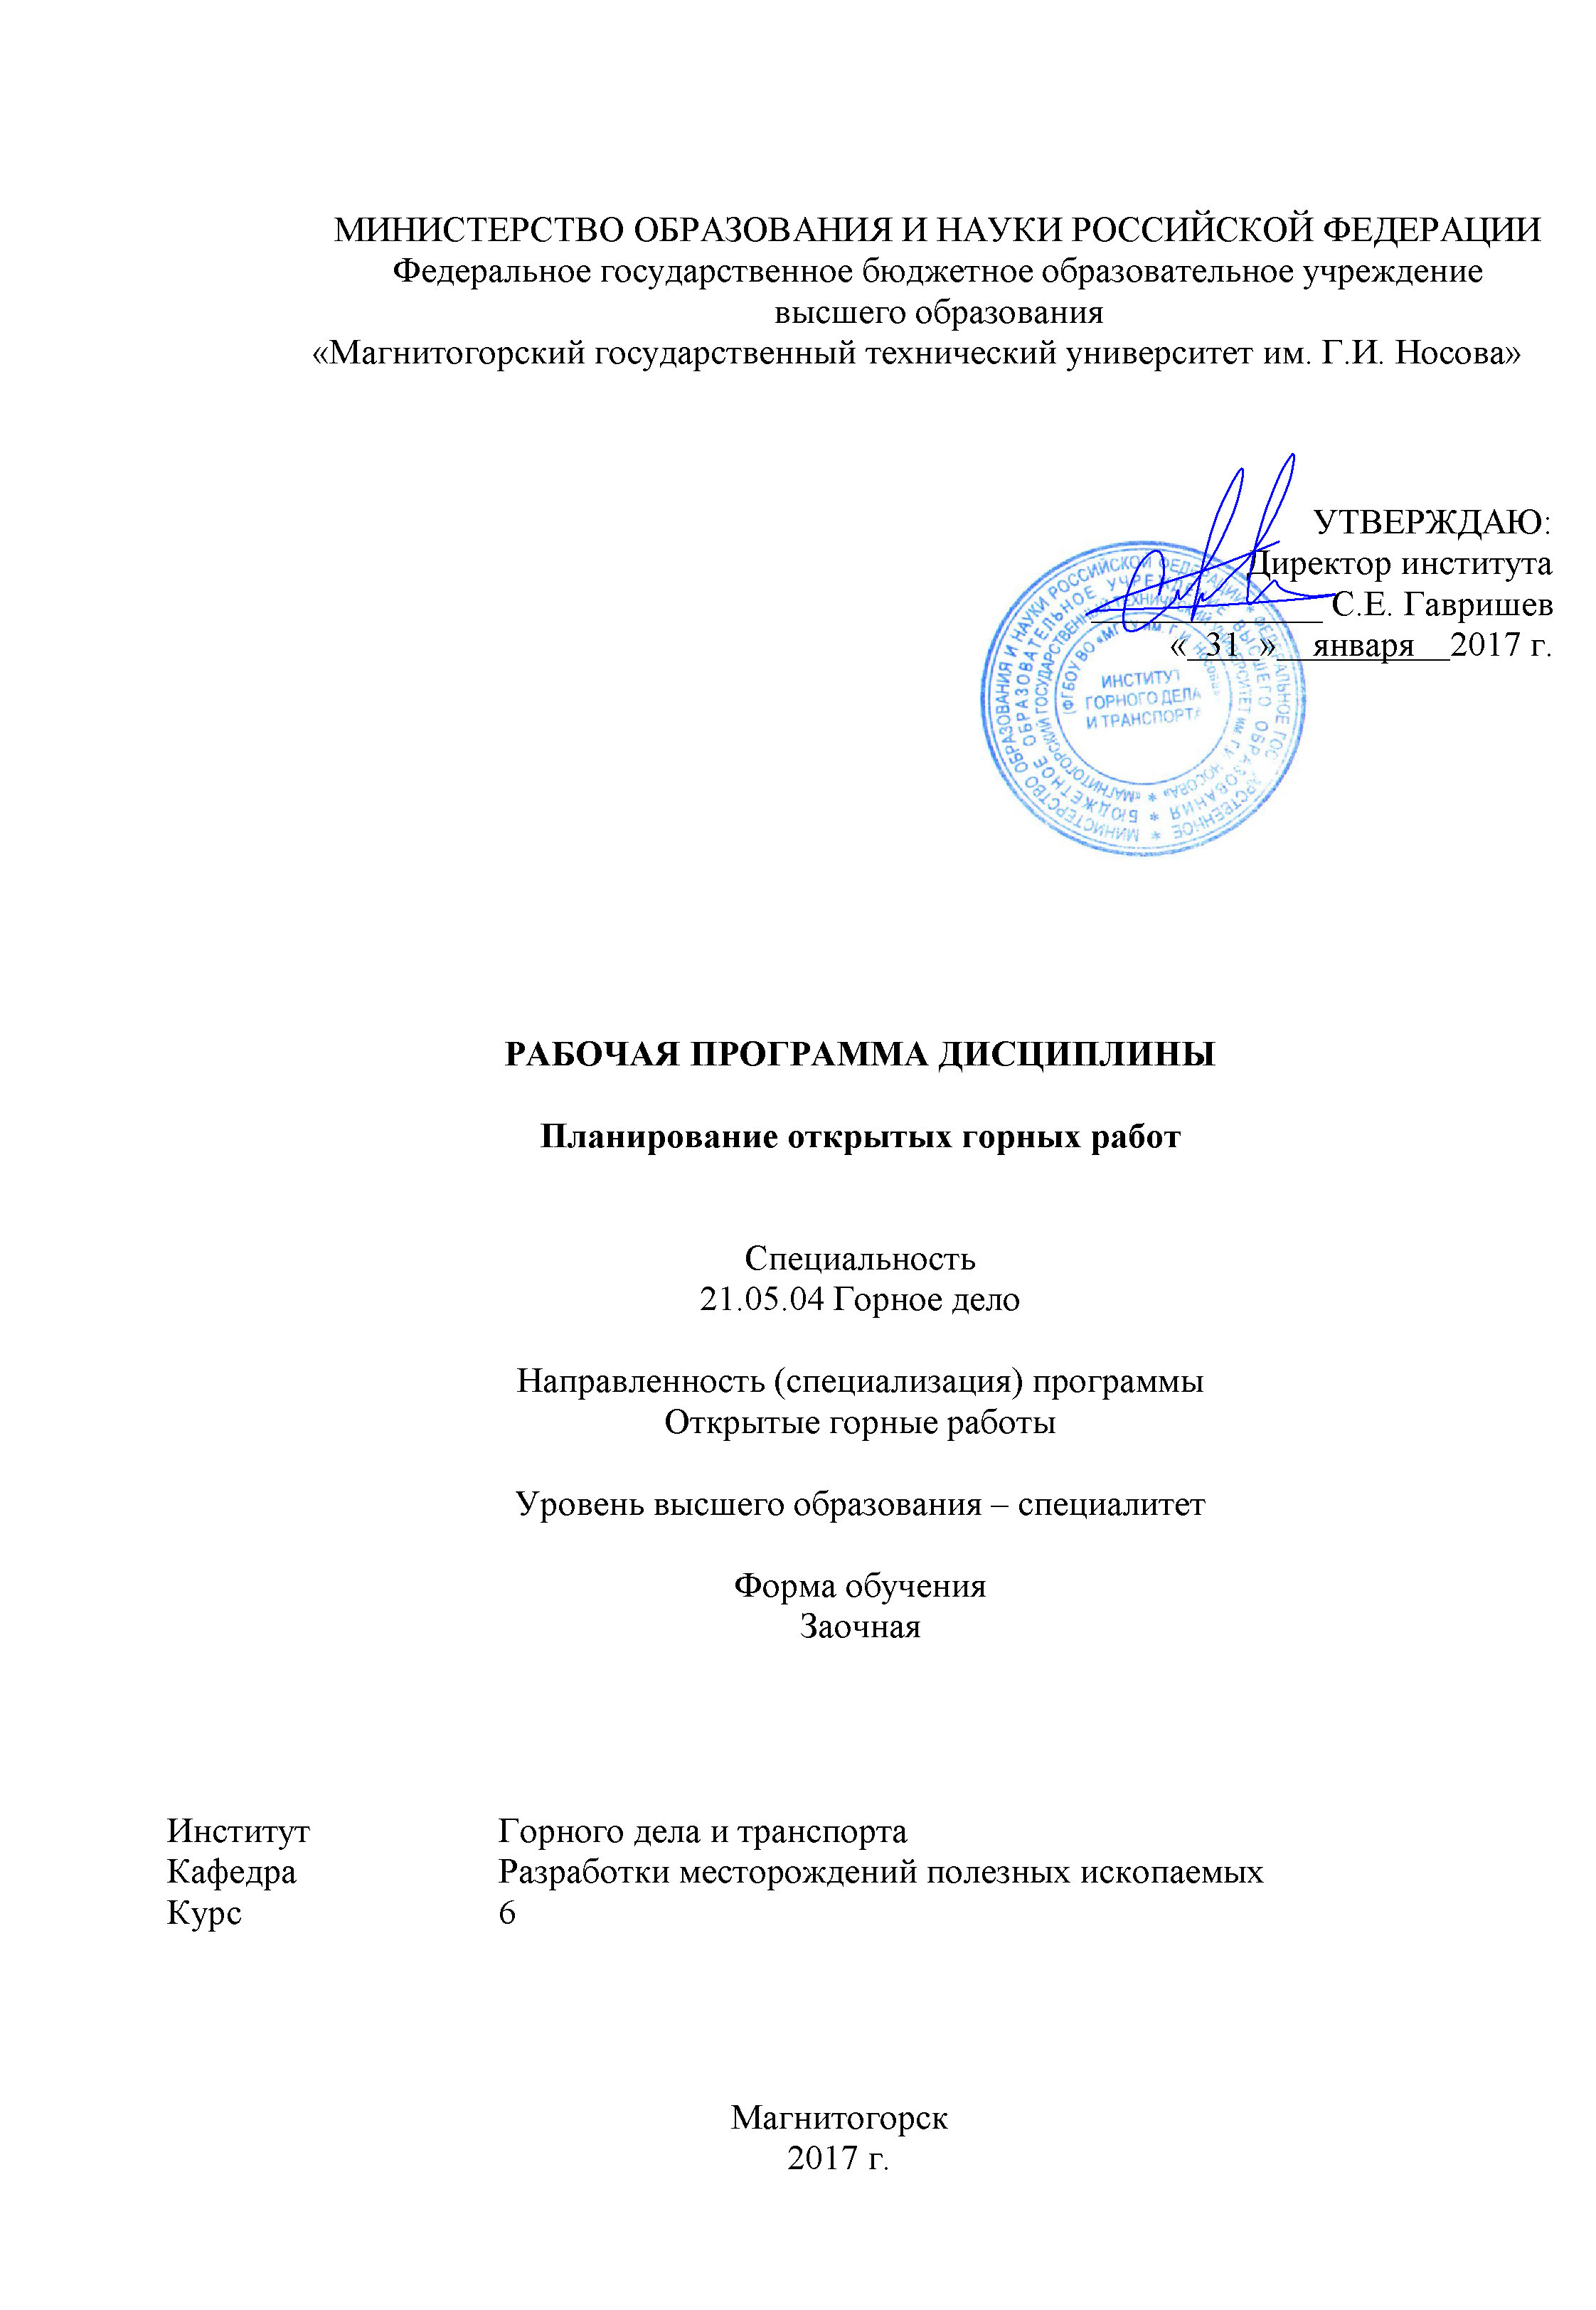 МИНИСТЕРСТВО ОБРАЗОВАНИЯ И НАУКИ РОССИЙСКОЙ ФЕДЕРАЦИИ
Федеральное государственное бюджетное образовательное учреждение
высшего образования
«Магнитогорский государственный технический университет им. Г.И. Носова»
УТВЕРЖДАЮ:
Директор института
С.Е. Гавришев
« 31 » января 2017 г.
ИНСТИТУТ
ГОРНОГО ДЕЛА
И ТРАНСПОРТА
РАБОЧАЯ ПРОГРАММА ДИСЦИПЛИНЫ
Планирование открытых горных работ
Специальность
21.05.04 Горное дело
Направленность (специализация) программы
Открытые горные работы
Уровень высшего образования – специалитет
Форма обучения
Заочная
Институт Горного дела и транспорта
Кафедра Разработки месторождений полезных ископаемых
Курс 6
Магнитогорск
2017 г.